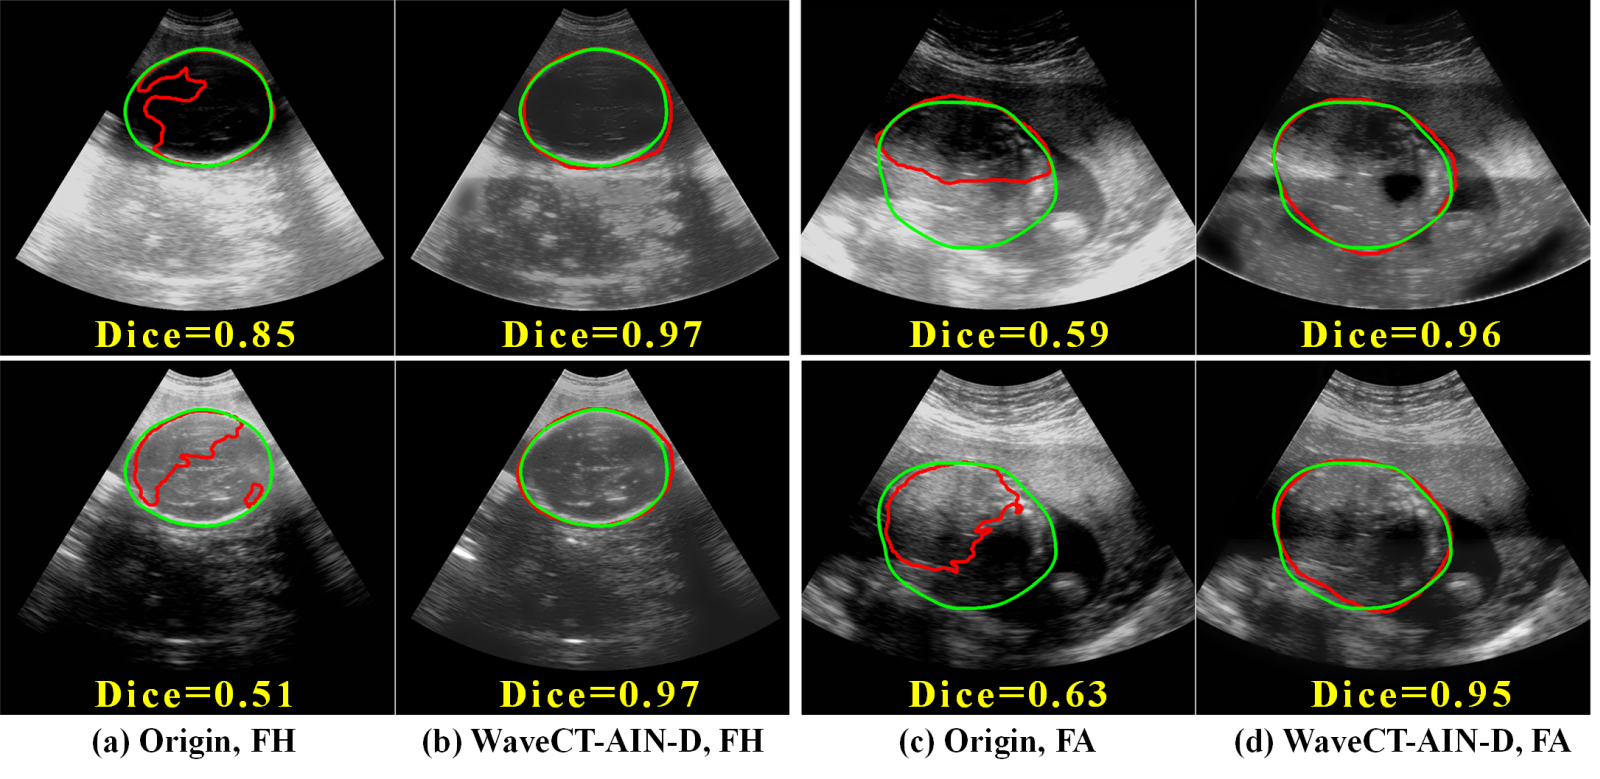 Dice=0.85
Dice=0.97
Dice=0.59
Dice=0.96
Dice=0.51
Dice=0.97
Dice=0.63
Dice=0.95
(a) Origin, FH
(b) WaveCT-AIN-D, FH
(c) Origin, FA
(d) WaveCT-AIN-D, FA